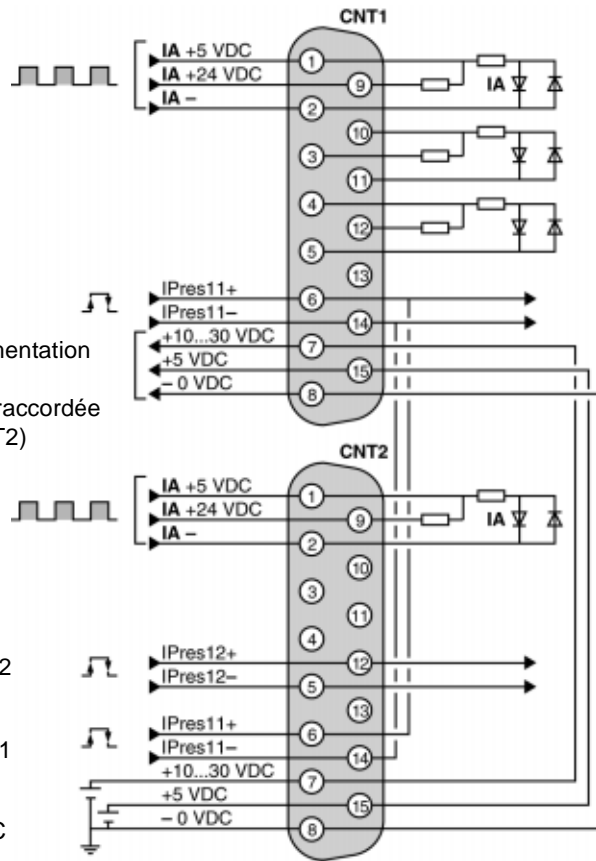 CNT1
IA +5 VDC
1
IA +24 VDC
9
IA
IA –
2
10
3
11
4
12
5
13
IPres11+
6
IPres11–
14
+10...30 VDC
7
mentation
+5 VDC
15
– 0 VDC
8
raccordée
T2)
CNT2
IA +5 VDC
1
IA +24 VDC
9
IA
IA –
2
10
3
11
4
IPres12+
12
2
IPres12–
5
13
IPres11+
6
1
IPres11–
14
+10...30 VDC
7
+5 VDC
15
– 0 VDC
8
C